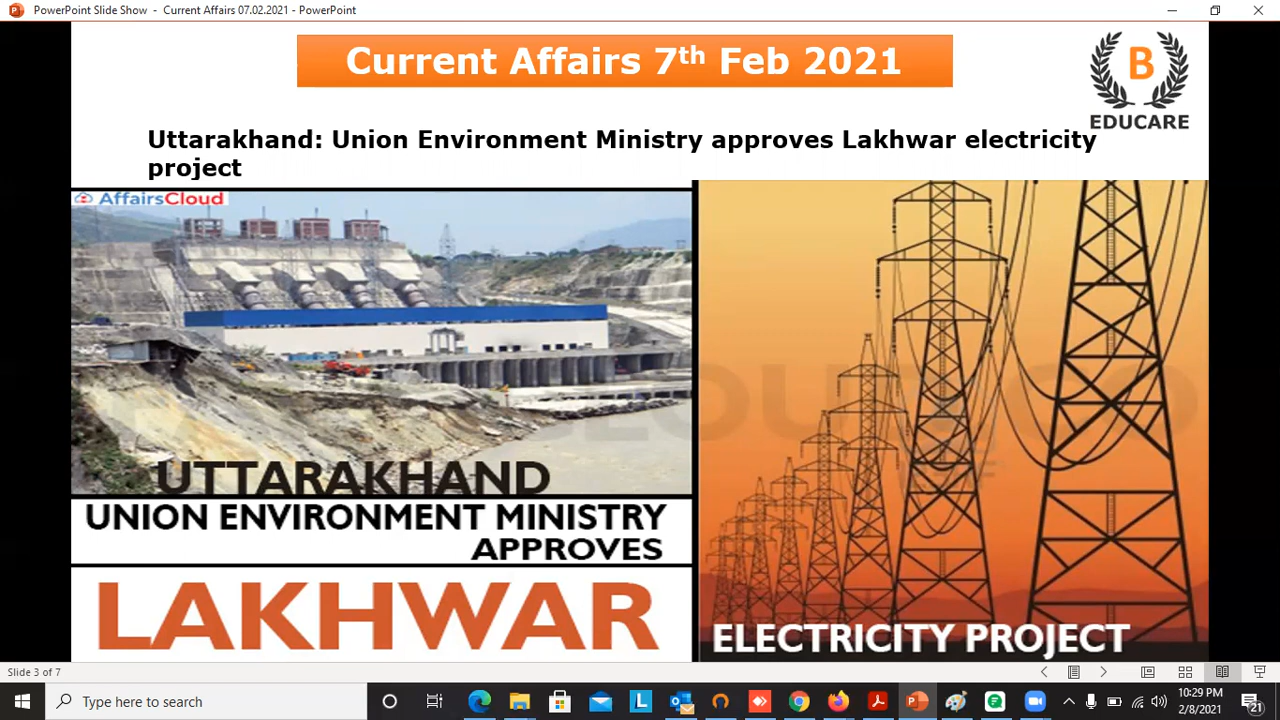 PowerPoint Slide Show - Current Affairs 07.02.2021 - PowerPoint
Current Affairs 7th Feb 2021
B
EDUCARE
Uttarakhand: Union Environment Ministry approves Lakhwar electricity
project
AffairsCloud
UTTARAKHAND
UNION ENVIRONMENT MINISTRY
APPROVES
LAKHWAR
ELECTRICITY PROJECT
Slide 3 of 7
Type here to search
10:29 PM
2/8/2021
21